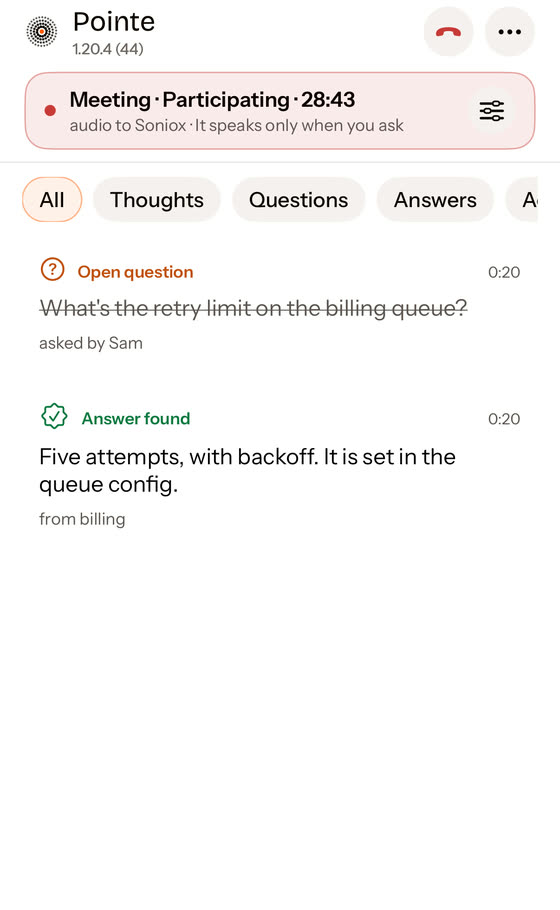 Pointe
1.20.4 (44)
Meeting · Participating · 28:43
audio to Soniox · It speaks only when you ask
All
Thoughts
Questions
Answers
Open question
0:20
What's the retry limit on the billing queue?
asked by Sam
Answer found
0:20
Five attempts, with backoff. It is set in the
queue config.
from billing